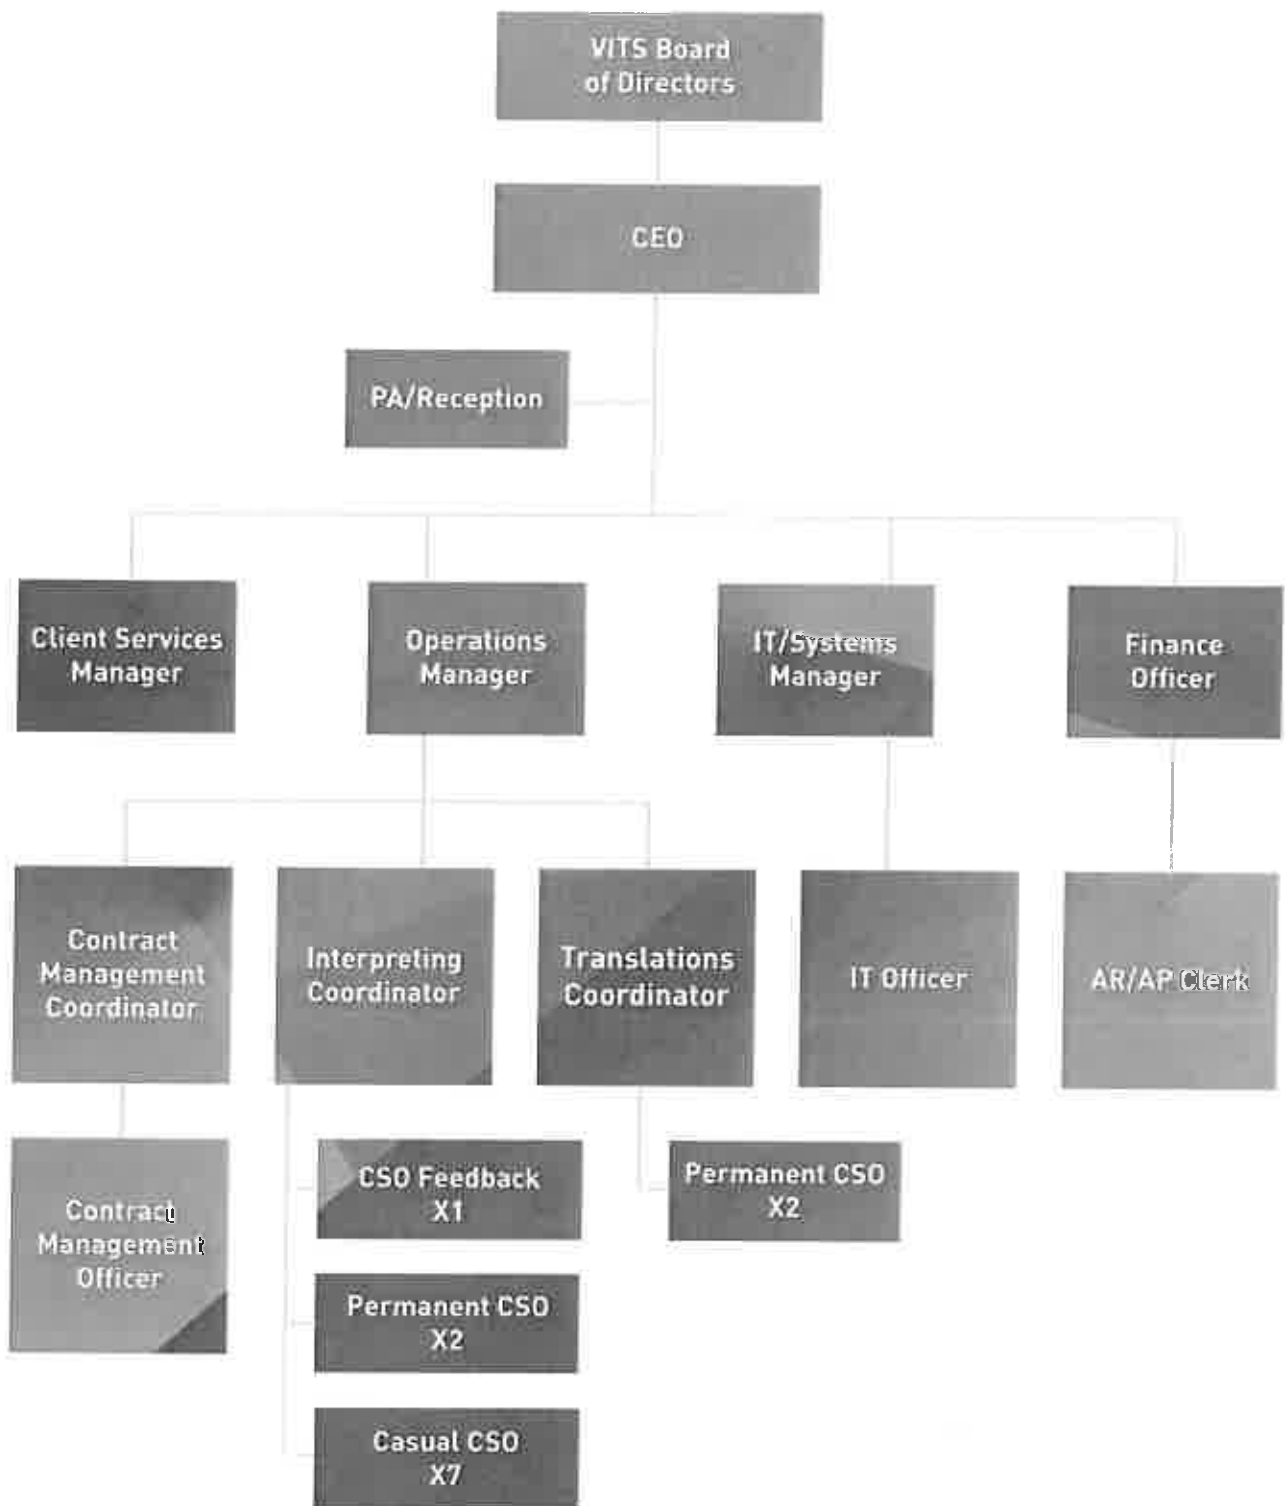 VITS Board
of Directors
CEO
PA/Reception
Client Services
Manager
Operations
Manager
IT/Systems
Manager
Finance
Officer
Contract
Management
Coordinator
Interpreting
Coordinator
Translations
Coordinator
IT Officer
AR/AP Clerk
Contract
Management
Officer
CSO Feedback
X1
Permanent CSO
X2
Permanent CSO
X2
Casual CSO
X7